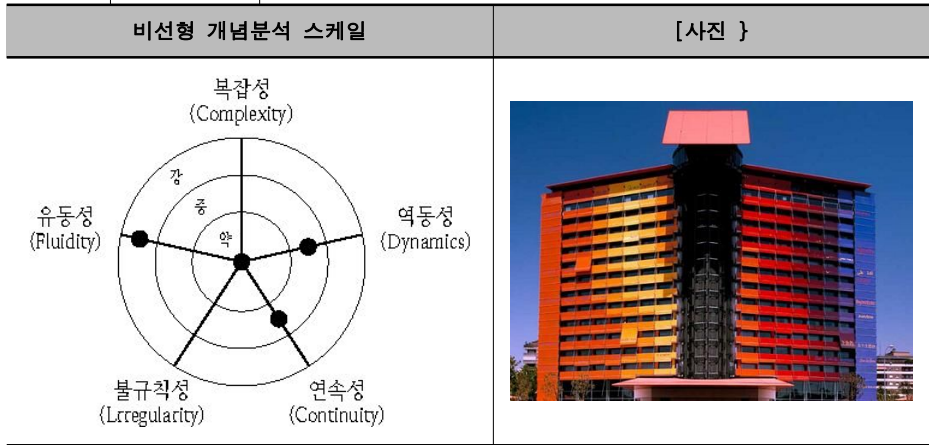 비선형 개념분석 스케일
[사진 }
복잡성
(Complexity)
강
중
약
유동성
(Fluidity)
역동성
(Dynamics)
불규칙성
(Lrregularity)
연속성
(Continuity)